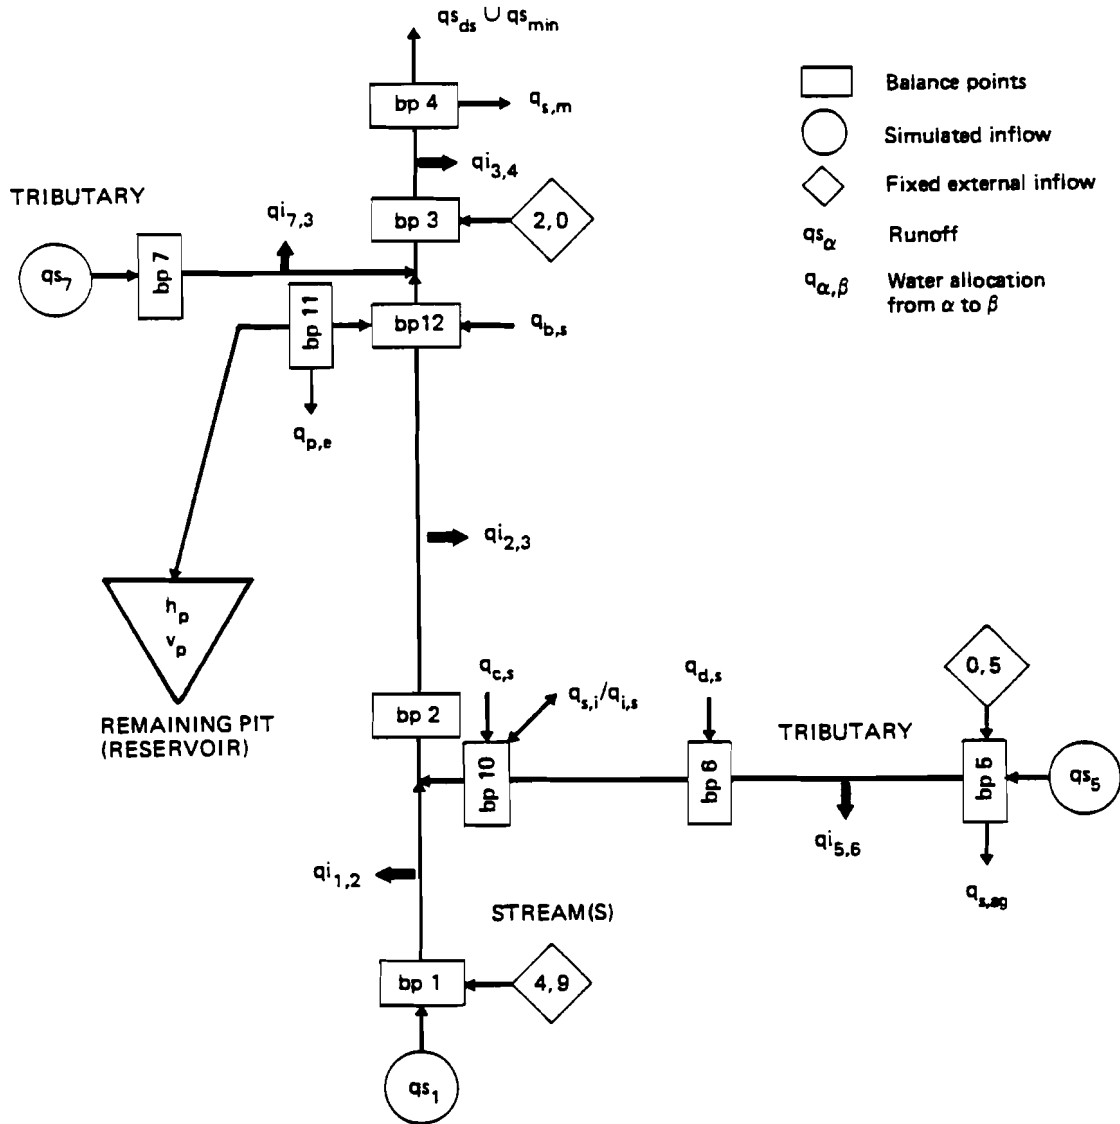 qs_ds ∪ qs_min
bp 4
q_s,m
Balance points
Simulated inflow
Fixed external inflow
qs_α Runoff
q_α,β Water allocation
from α to β
qi_3,4
TRIBUTARY
qi_7,3
bp 3
2,0
qs_7
bp 7
bp 11
bp12
q_b,s
q_p,e
qi_2,3
h_p
v_p
REMAINING PIT
(RESERVOIR)
q_c,s
q_s,i/q_i,s
q_d,s
0,5
TRIBUTARY
bp 2
bp 10
bp 6
bp 5
qs_5
qi_5,6
qi_1,2
q_s,ag
STREAM(S)
bp 1
4,9
qs_1